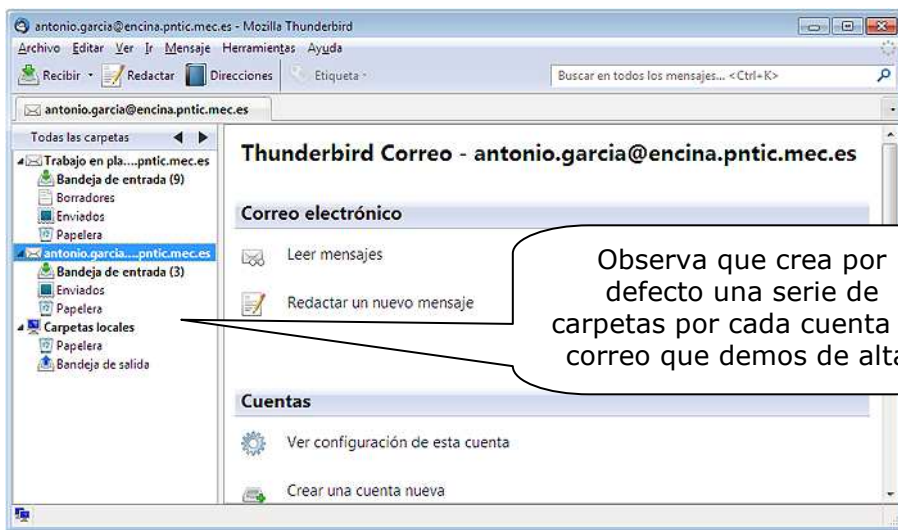 antonio.garcia@encina.pntic.mec.es - Mozilla Thunderbird
Archivo Editar Ver Ir Mensaje Herramientas Ayuda
Recibir Redactar Direcciones Etiqueta Buscar en todos los mensajes... <Ctrl+K>
antonio.garcia@encina.pntic.mec.es
Todas las carpetas
Trabajo en pla....pntic.mec.es
Bandeja de entrada (9)
Borradores
Enviados
Papelera
antonio.garcia....pntic.mec.es
Bandeja de entrada (3)
Enviados
Papelera
Carpetas locales
Papelera
Bandeja de salida
Thunderbird Correo - antonio.garcia@encina.pntic.mec.es
Correo electrónico
Leer mensajes
Redactar un nuevo mensaje
Cuentas
Ver configuración de esta cuenta
Crear una cuenta nueva
Observa que crea por
defecto una serie de
carpetas por cada cuenta
correo que demos de alta